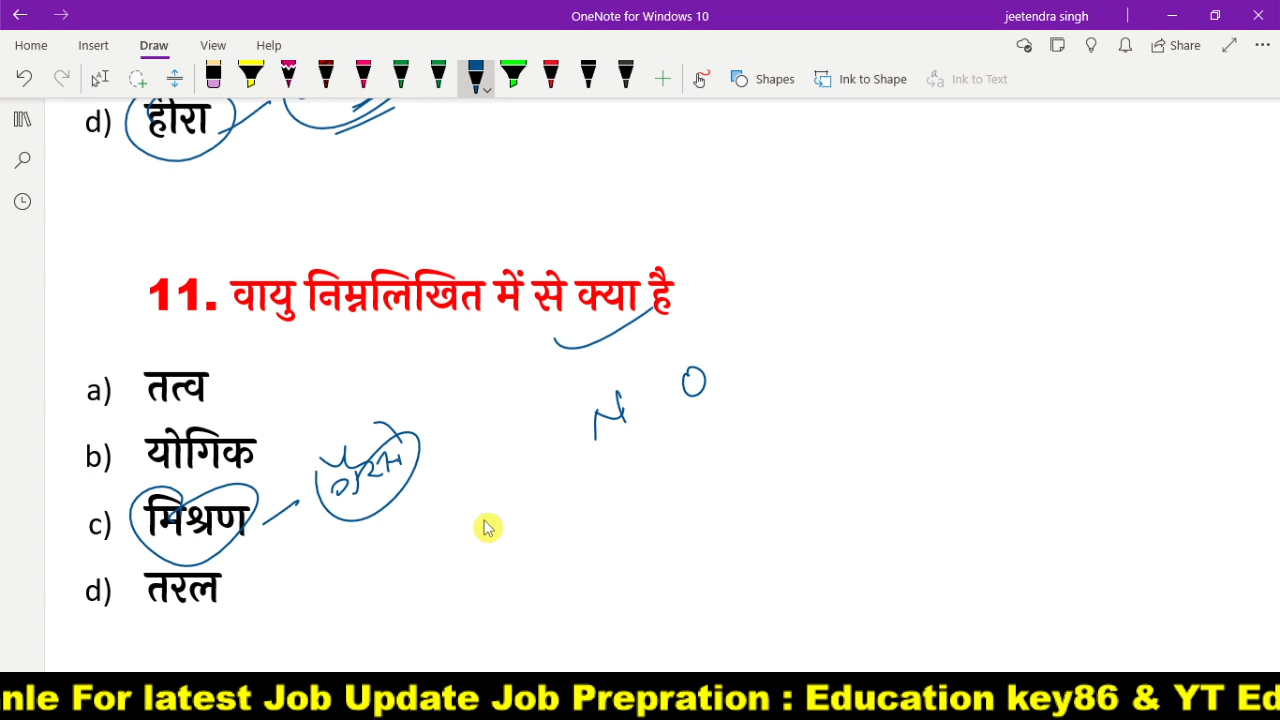 OneNote for Windows 10
jeetendra singh
Home Insert Draw View Help
Share
Shapes Ink to Shape Ink to Text
d) हीरा
11. वायु निम्नलिखित में से क्या है
a) तत्व
N O
b) योगिक
c) मिश्रण
d) तरल
nle For latest Job Update Job Prepration : Education key86 & YT Ed